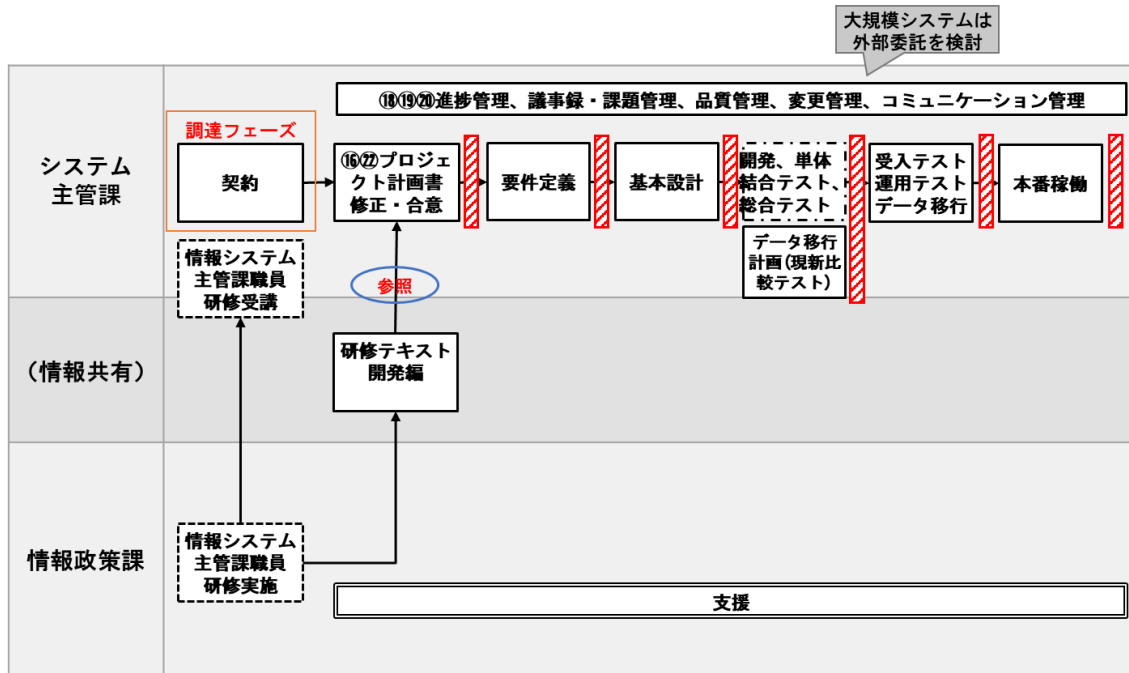 大規模システムは
外部委託を検討
⑱⑲⑳進捗管理、議事録・課題管理、品質管理、変更管理、コミュニケーション管理
システム
主管課
調達フェーズ
契約
⑯㉒プロジェ
クト計画書
修正・合意
要件定義
基本設計
開発、単体
結合テスト、
総合テスト
受入テスト
運用テスト
データ移行
本番稼働
データ移行
計画(現新比
較テスト)
情報システム
主管課職員
研修受講
参照
（情報共有）
研修テキスト
開発編
情報政策課
情報システム
主管課職員
研修実施
支援